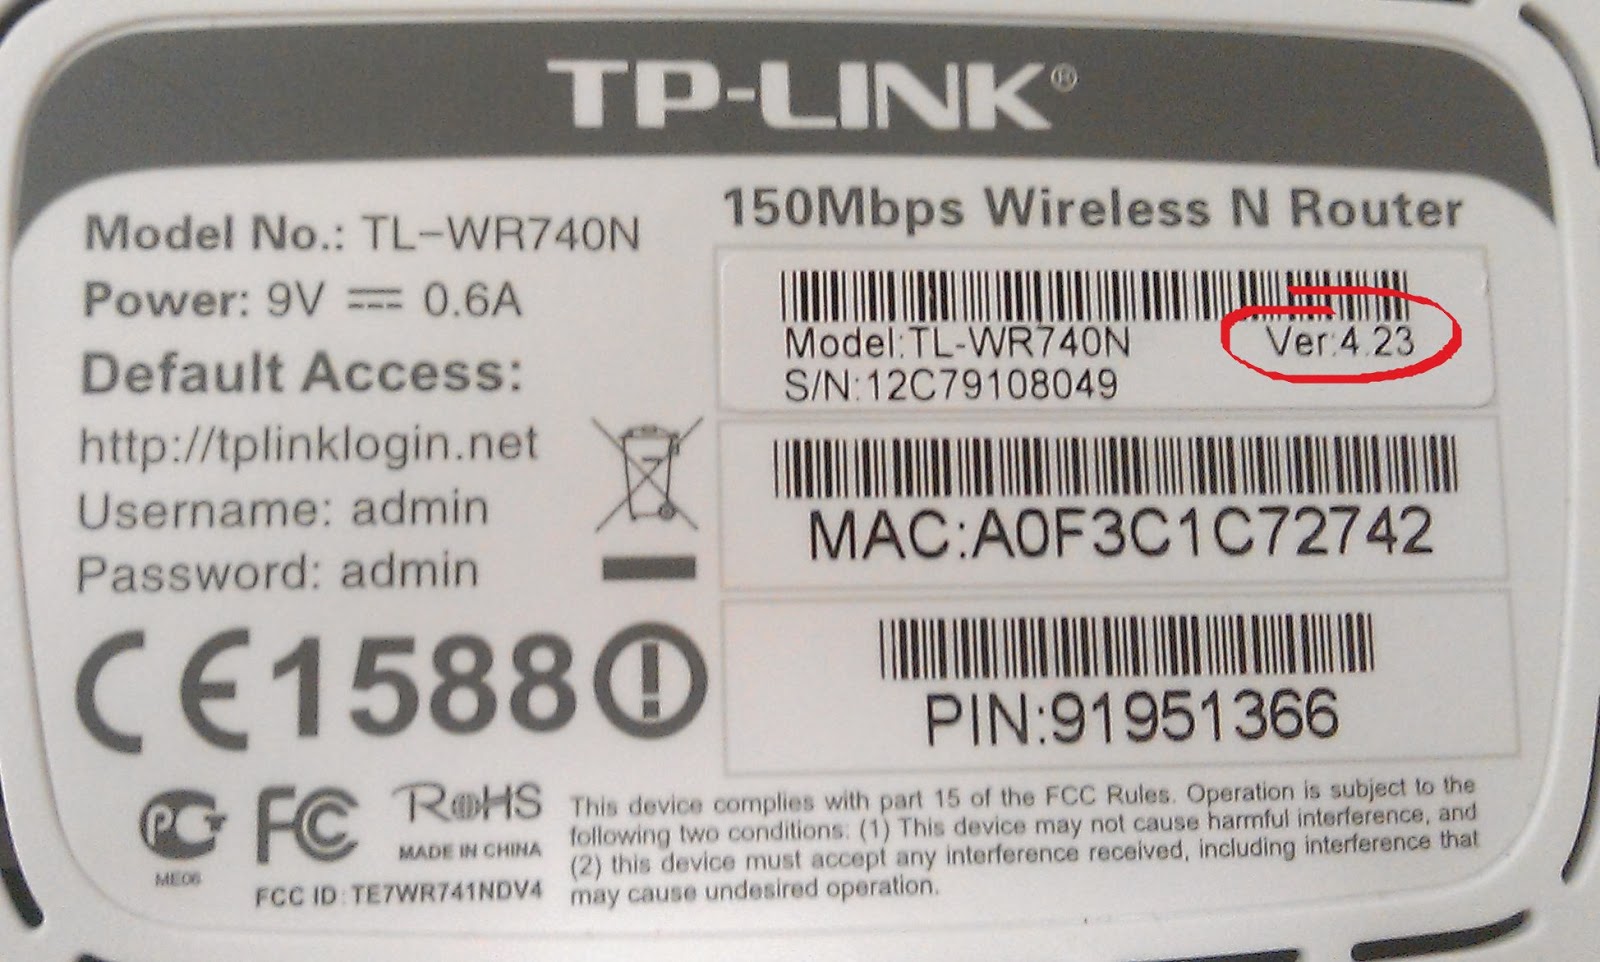 TP-LINK®
Model No.: TL-WR740N
Power: 9V ⎓ 0.6A
Default Access:
http://tplinklogin.net
Username: admin
Password: admin
CE1588
150Mbps Wireless N Router
Model:TL-WR740N Ver:4.23
S/N:12C79108049
MAC:A0F3C1C72742
PIN:91951366
PCT
ME06
FC
RoHS
MADE IN CHINA
FCC ID: TE7WR741NDV4
This device complies with part 15 of the FCC Rules. Operation is subject to the
following two conditions: (1) This device may not cause harmful interference, and
(2) this device must accept any interference received, including interference that
may cause undesired operation.